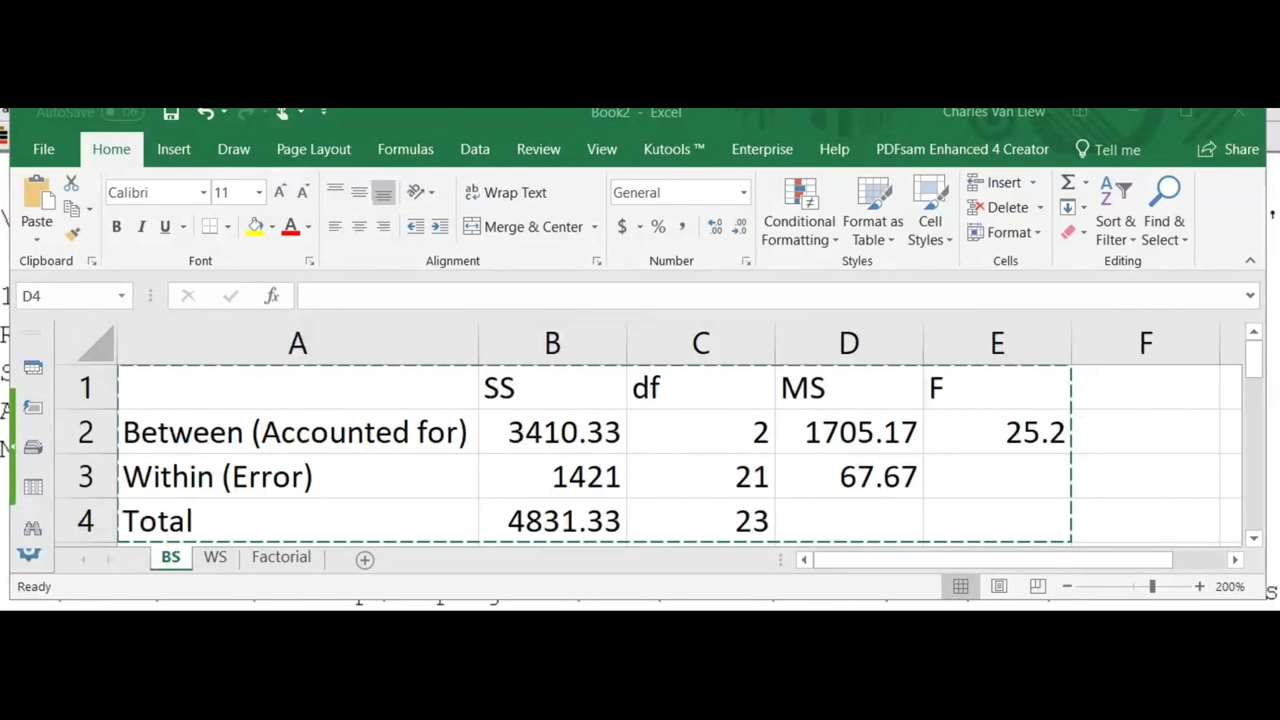 AutoSave Off Book2 - Excel Charles Van Liew
File Home Insert Draw Page Layout Formulas Data Review View Kutools ™ Enterprise Help PDFsam Enhanced 4 Creator Tell me Share
Paste Calibri 11 A A ab Wrap Text General Conditional Formatting Format as Table Cell Styles Insert Σ Sort & Filter Find & Select
Delete
B I U A Merge & Center $ % , Format
Clipboard Font Alignment Number Styles Cells Editing
D4 fx
A B C D E F
1 SS df MS F
2 Between (Accounted for) 3410.33 2 1705.17 25.2
3 Within (Error) 1421 21 67.67
4 Total 4831.33 23
BS WS Factorial
Ready 200%